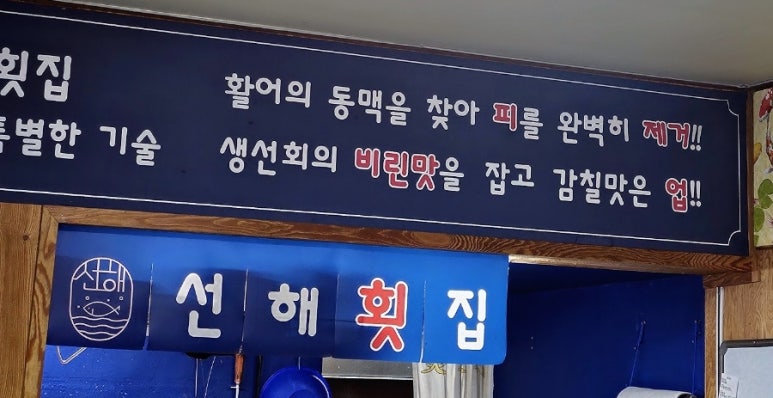 횟집
특별한 기술
활어의 동맥을 찾아 피를 완벽히 제거!!
생선회의 비린맛을 잡고 감칠맛은 업!!
선해
선해횟집